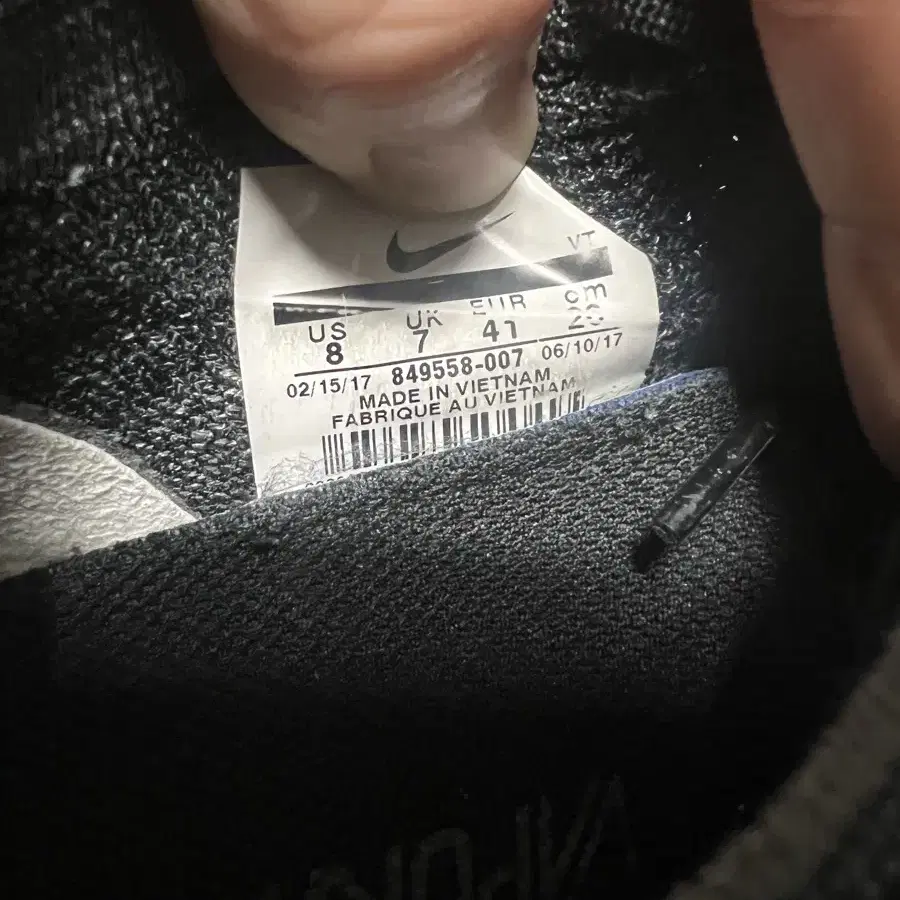 VT
US UK EUR cm
8 7 41
02/15/17 849558-007 06/10/17
MADE IN VIETNAM
FABRIQUE AU VIETNAM